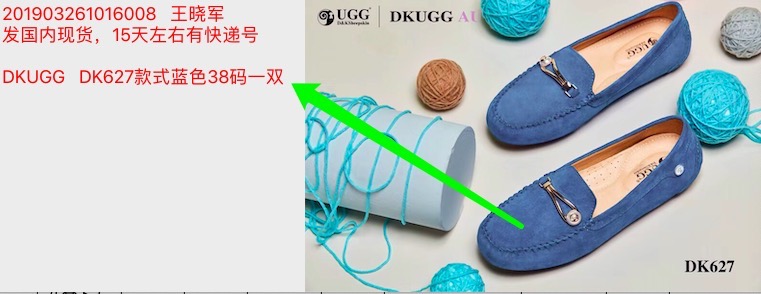 201903261016008 王晓军
发国内现货，15天左右有快递号
DKUGG DK627款式蓝色38码一双
UGG
D&KSheepskin
DKUGG AU
UGG
UGG
DK627